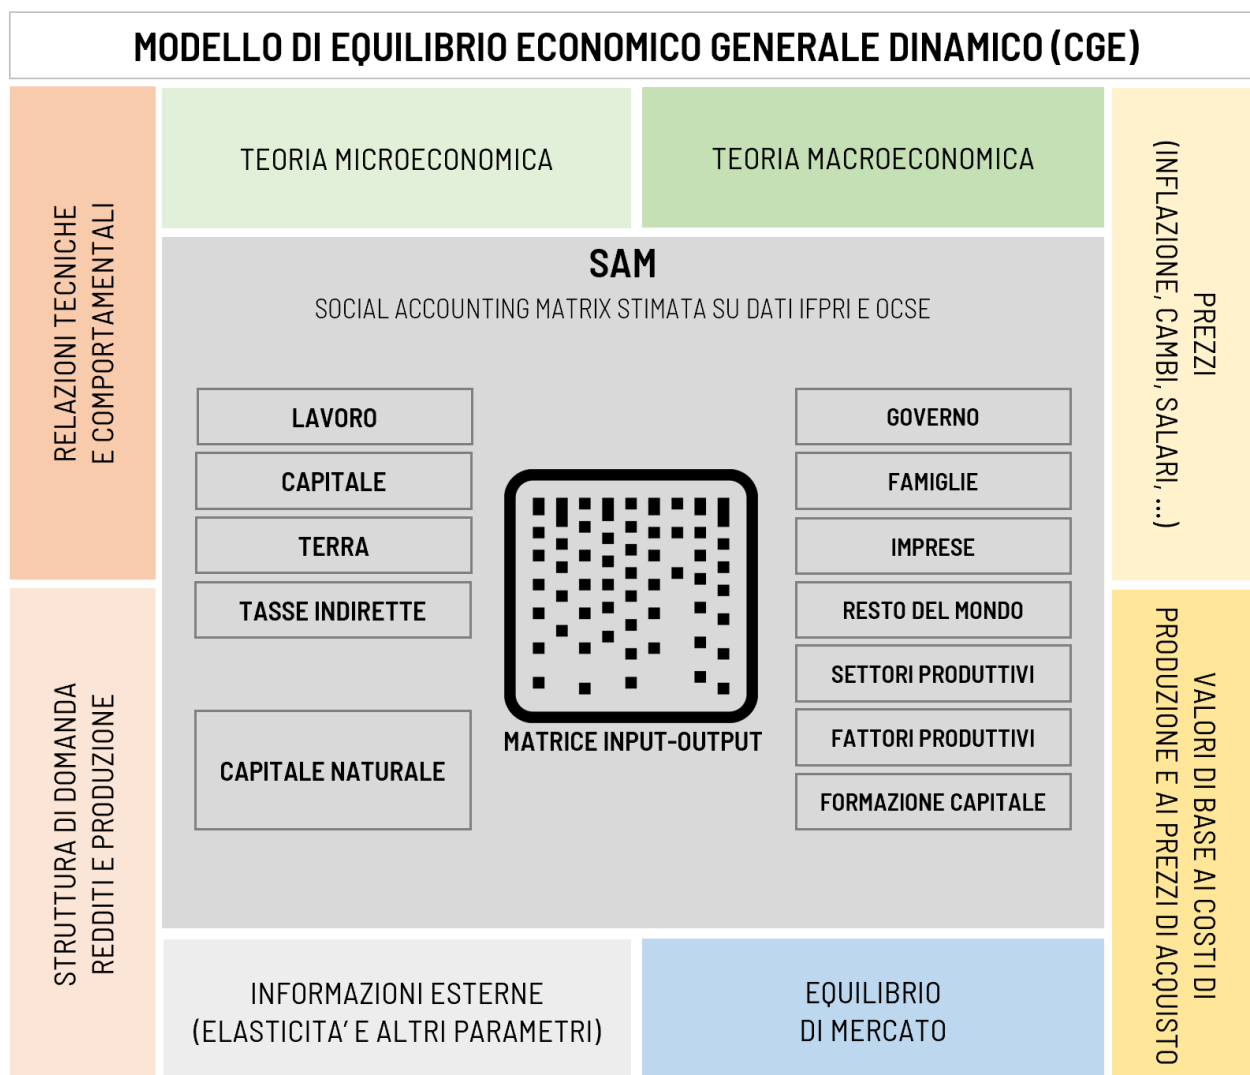 MODELLO DI EQUILIBRIO ECONOMICO GENERALE DINAMICO (CGE)
RELAZIONI TECNICHE
E COMPORTAMENTALI
TEORIA MICROECONOMICA
TEORIA MACROECONOMICA
PREZZI
(INFLAZIONE, CAMBI, SALARI, ...)
SAM
SOCIAL ACCOUNTING MATRIX STIMATA SU DATI IFPRI E OCSE
LAVORO
CAPITALE
TERRA
TASSE INDIRETTE
CAPITALE NATURALE
MATRICE INPUT-OUTPUT
GOVERNO
FAMIGLIE
IMPRESE
RESTO DEL MONDO
SETTORI PRODUTTIVI
FATTORI PRODUTTIVI
FORMAZIONE CAPITALE
STRUTTURA DI DOMANDA
REDDITI E PRODUZIONE
INFORMAZIONI ESTERNE
(ELASTICITA’ E ALTRI PARAMETRI)
EQUILIBRIO
DI MERCATO
VALORI DI BASE AI COSTI DI
PRODUZIONE E AI PREZZI DI ACQUISTO